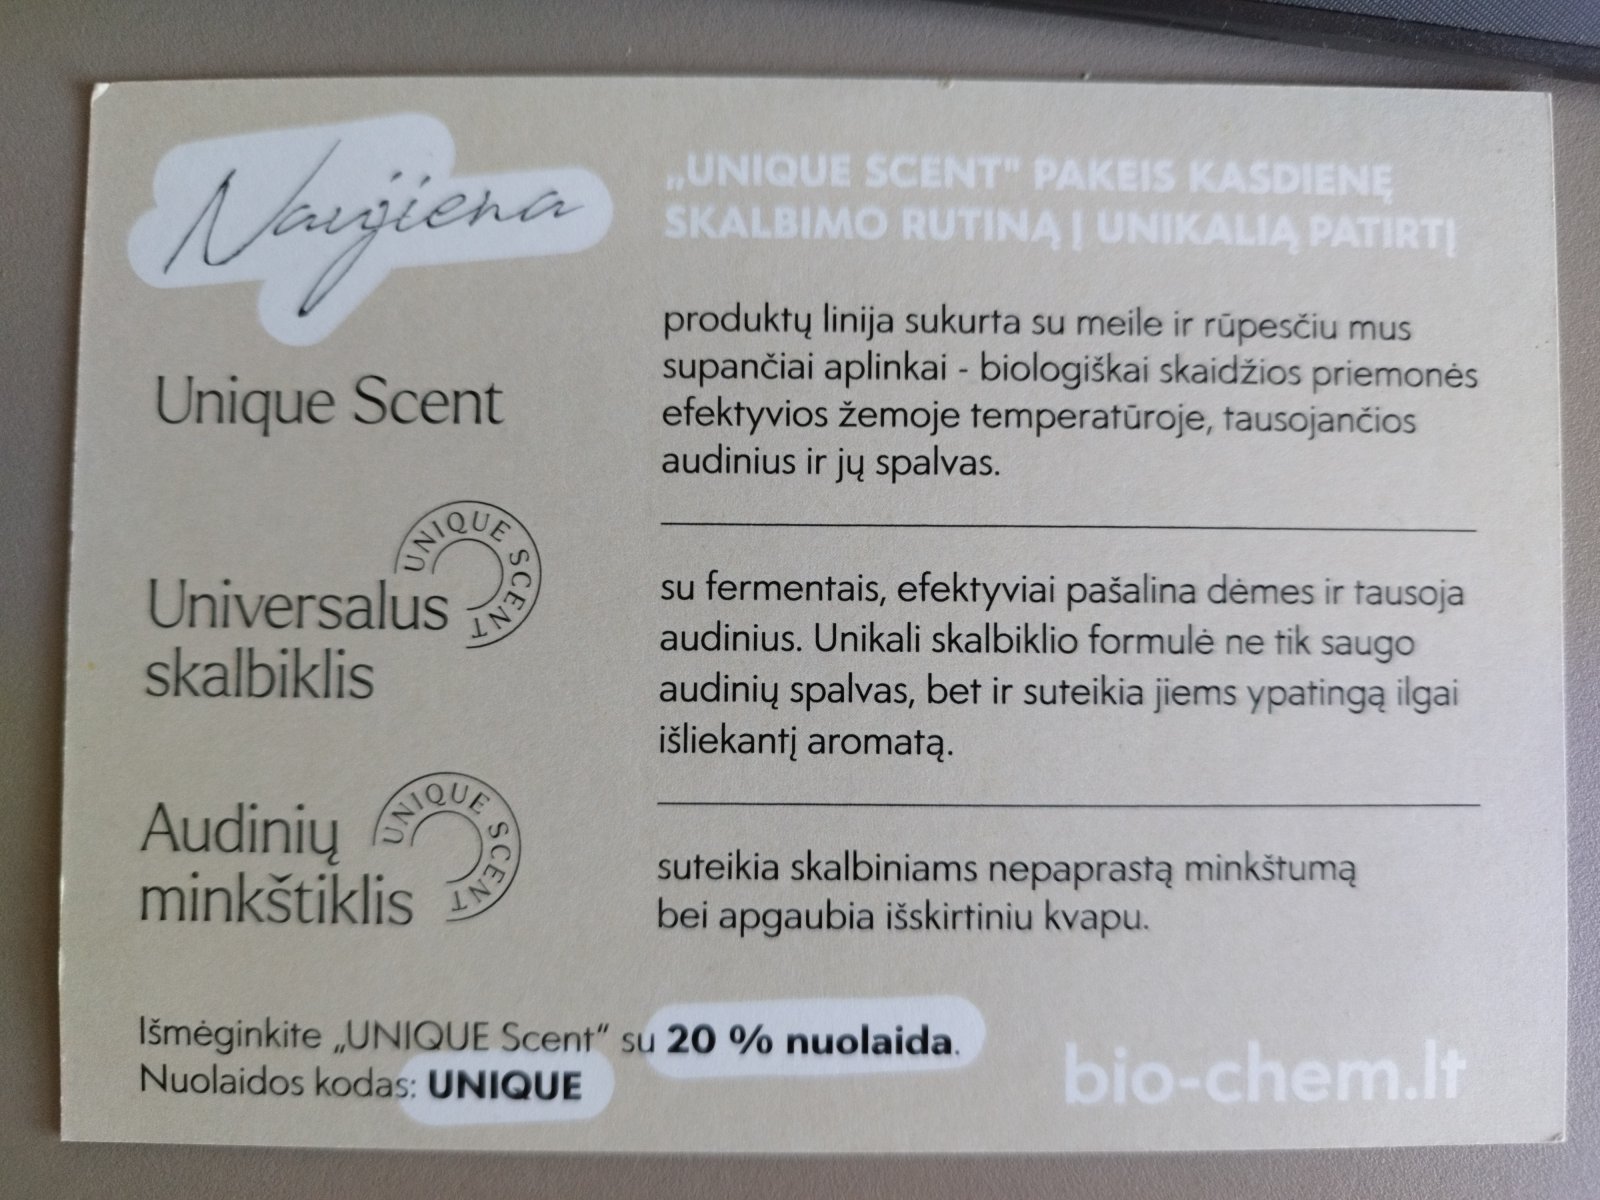 Naujiena
„UNIQUE SCENT" PAKEIS KASDIENĘ
SKALBIMO RUTINĄ Į UNIKALIĄ PATIRTĮ
Unique Scent
produktų linija sukurta su meile ir rūpesčiu mus
supančiai aplinkai - biologiškai skaidžios priemonės
efektyvios žemoje temperatūroje, tausojančios
audinius ir jų spalvas.
Universalus
skalbiklis
UNIQUE SCENT
su fermentais, efektyviai pašalina dėmes ir tausoja
audinius. Unikali skalbiklio formulė ne tik saugo
audinių spalvas, bet ir suteikia jiems ypatingą ilgai
išliekantį aromatą.
Audinių
minkštiklis
UNIQUE SCENT
suteikia skalbiniams nepaprastą minkštumą
bei apgaubia išskirtiniu kvapu.
Išmėginkite „UNIQUE Scent" su 20 % nuolaida.
Nuolaidos kodas: UNIQUE
bio-chem.lt